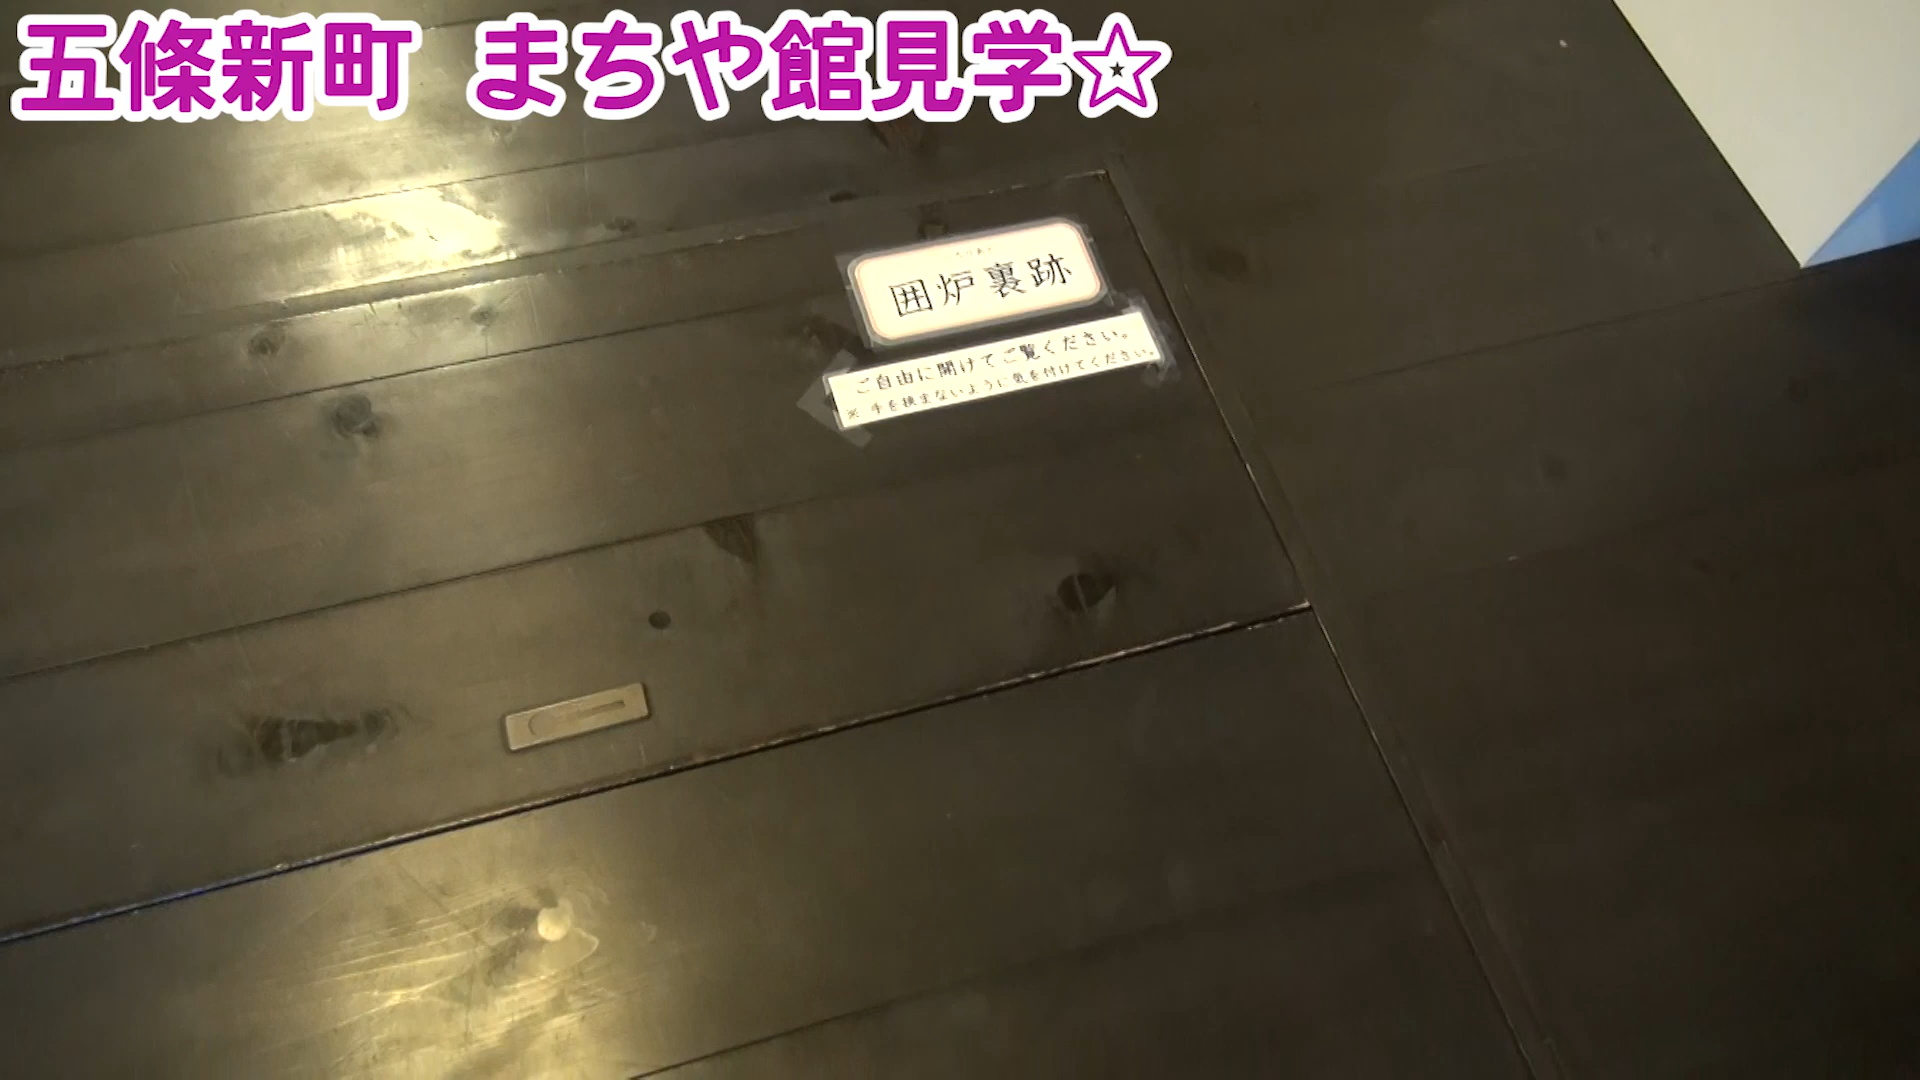 五條新町 まちや館見学☆
囲炉裏跡
ご自由に開けてご覧ください。
※ 手を挟まないように気を付けてください。